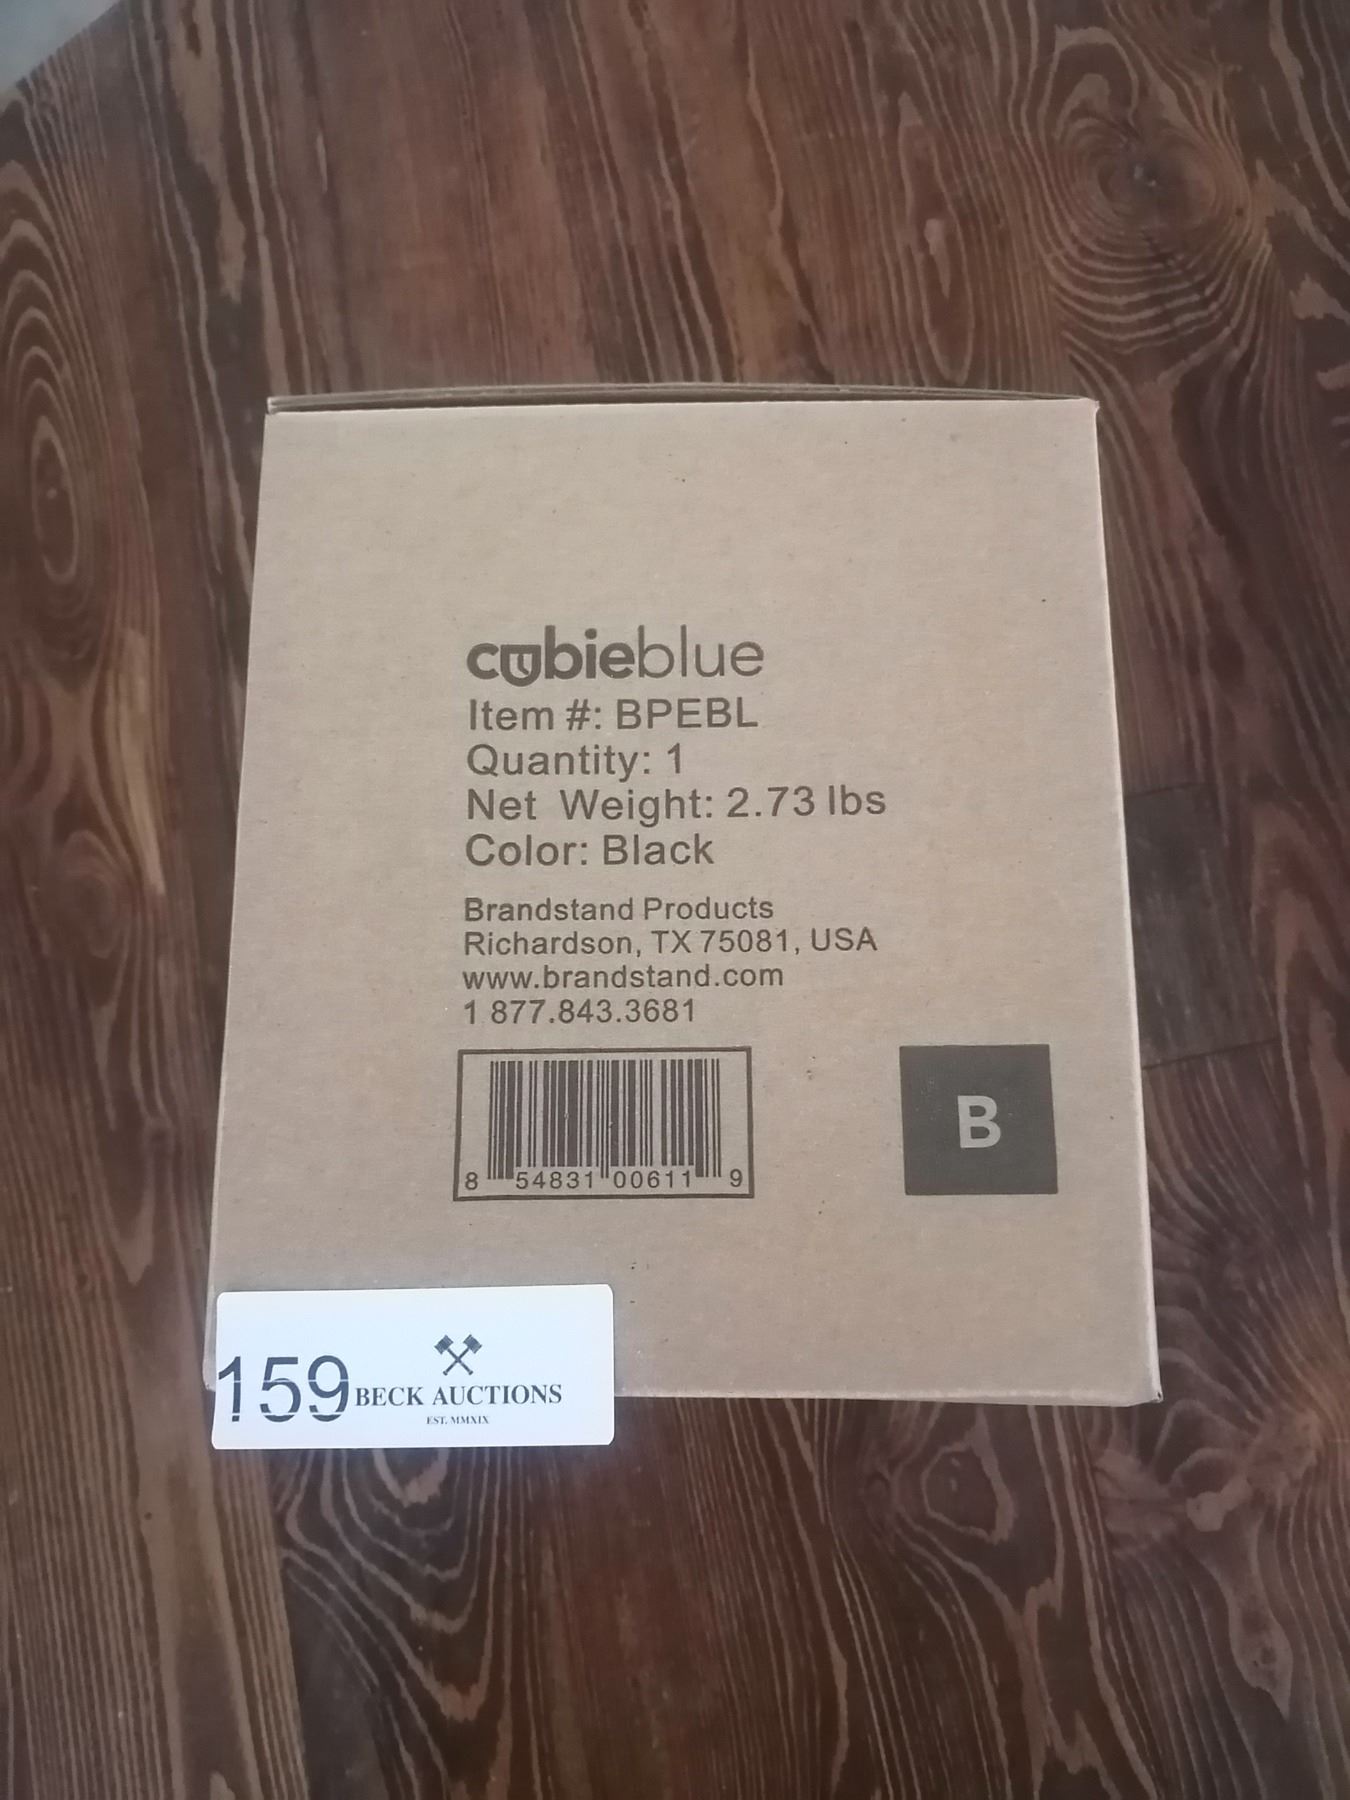 cubieblue
Item #: BPEBL
Quantity: 1
Net Weight: 2.73 lbs
Color: Black
Brandstand Products
Richardson, TX 75081, USA
www.brandstand.com
1 877.843.3681
8 54831 00611 9
B
159
BECK AUCTIONS
EST. MMXIX